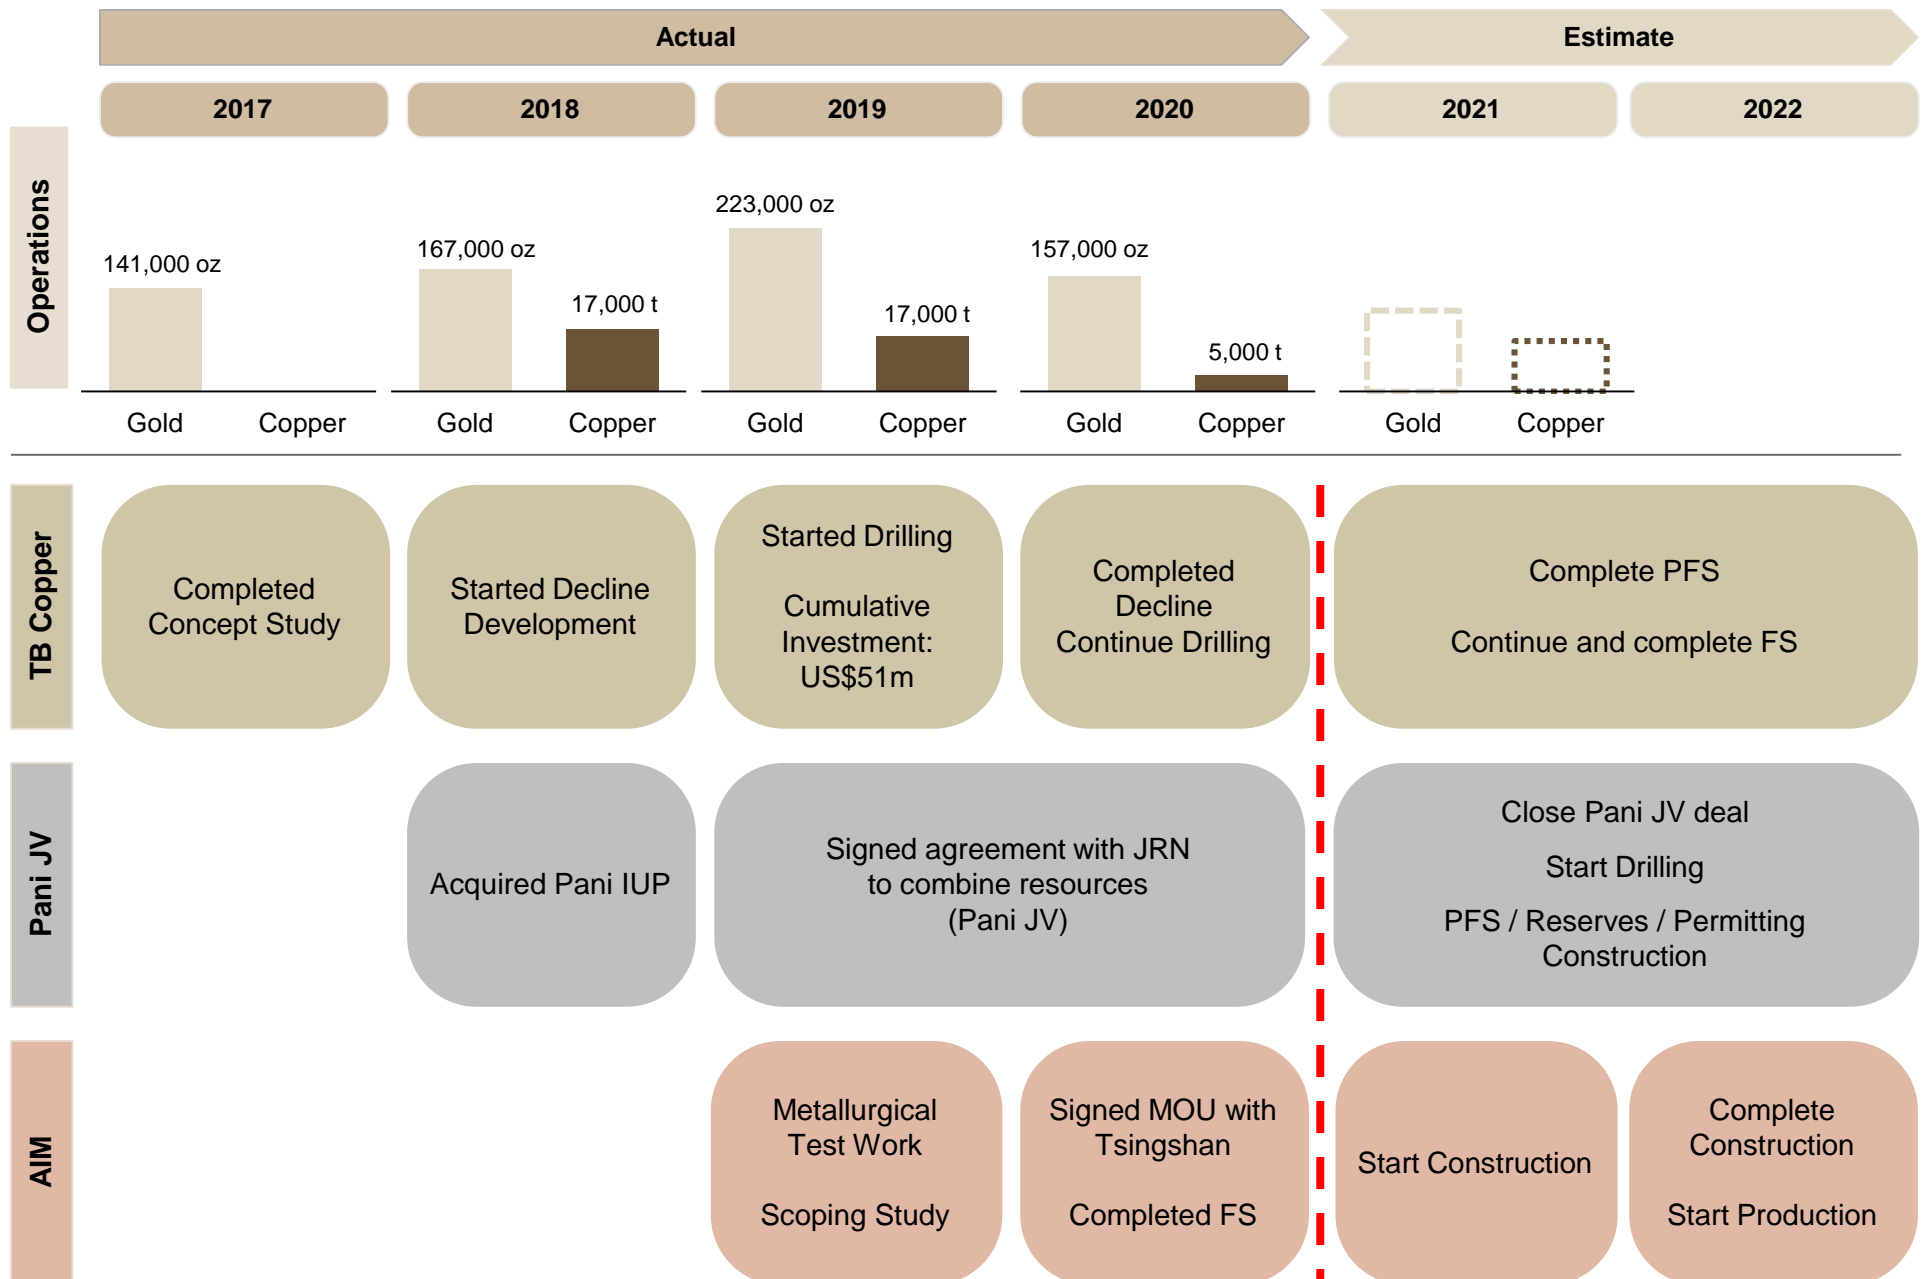 Actual
Estimate
2017
2018
2019
2020
2021
2022
Operations
141,000 oz
167,000 oz
17,000 t
223,000 oz
17,000 t
157,000 oz
5,000 t
Gold
Copper
Gold
Copper
Gold
Copper
Gold
Copper
Gold
Copper
TB Copper
Completed
Concept Study
Started Decline
Development
Started Drilling
Cumulative
Investment:
US$51m
Completed
Decline
Continue Drilling
Complete PFS
Continue and complete FS
Pani JV
Acquired Pani IUP
Signed agreement with JRN
to combine resources
(Pani JV)
Close Pani JV deal
Start Drilling
PFS / Reserves / Permitting
Construction
AIM
Metallurgical
Test Work
Scoping Study
Signed MOU with
Tsingshan
Completed FS
Start Construction
Complete
Construction
Start Production